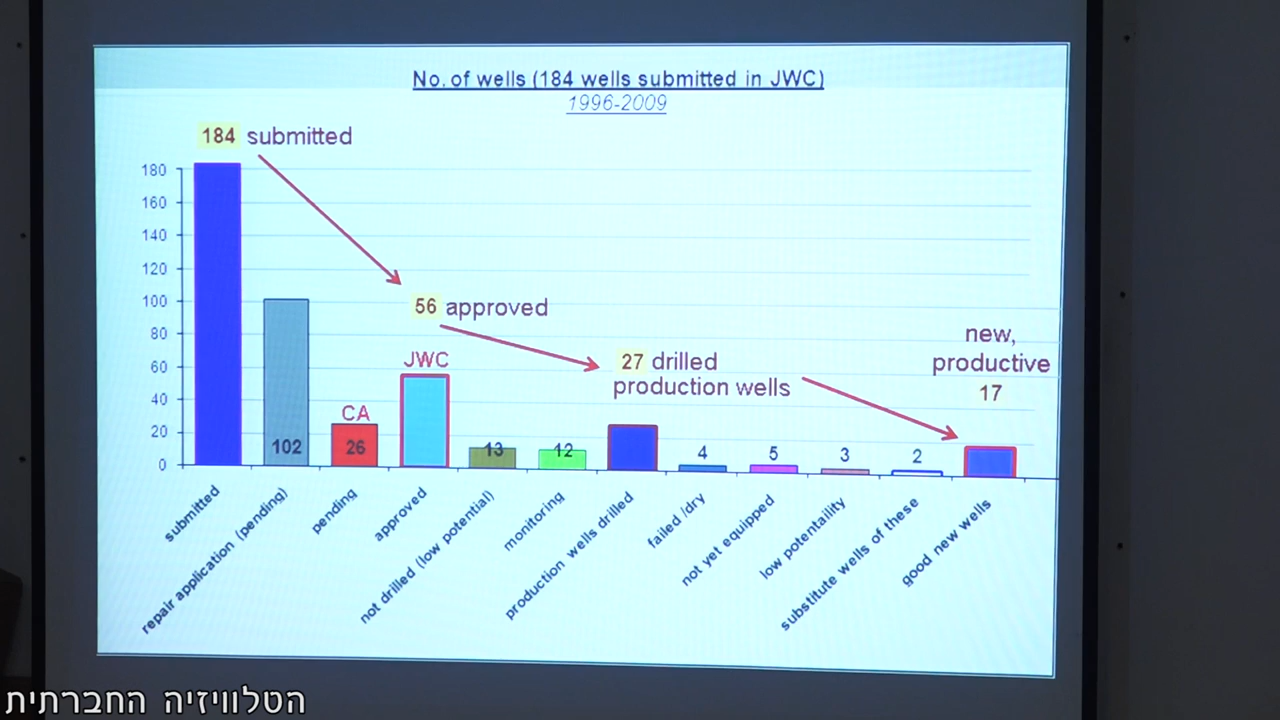 No. of wells (184 wells submitted in JWC)
1996-2009
184 submitted
56 approved
27 drilled
production wells
new,
productive
17
JWC
CA
180
160
140
120
100
80
60
40
20
0
102
26
13
12
4
5
3
2
submitted
repair application (pending)
pending
approved
not drilled (low potential)
monitoring
production wells drilled
failed /dry
not yet equipped
low potentaility
substitute wells of these
good new wells
הטלוויזיה החברתית